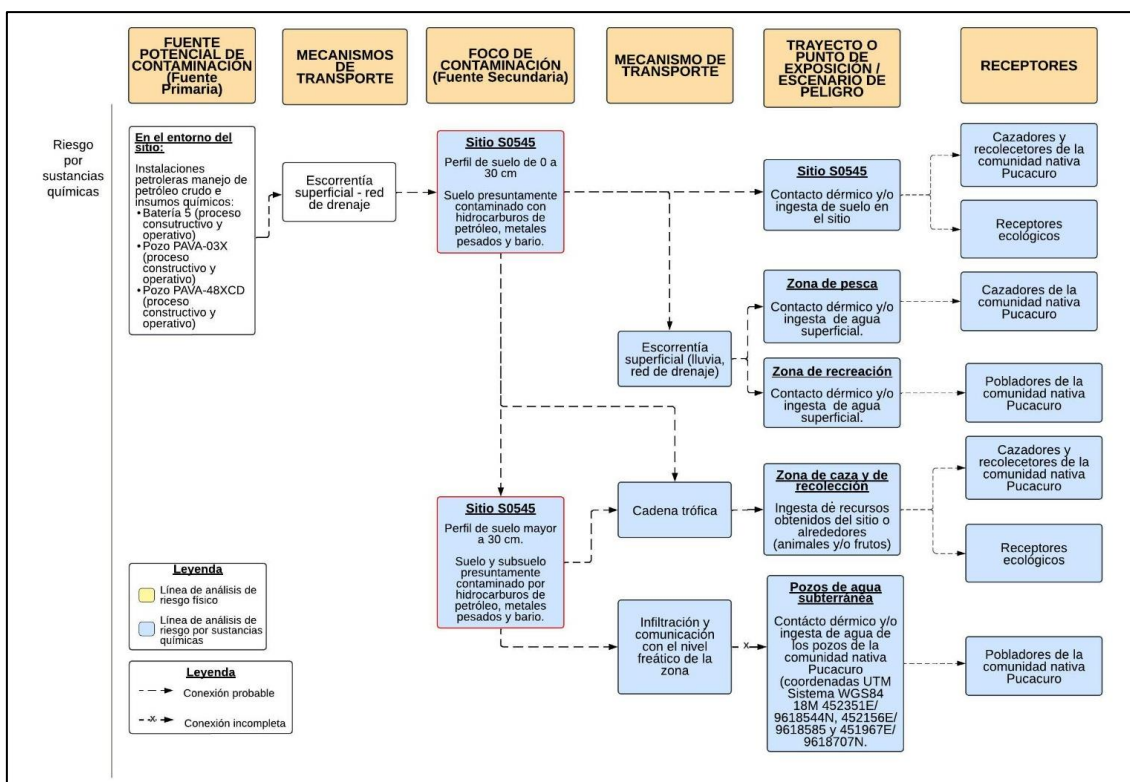 FUENTE
POTENCIAL DE
CONTAMINACIÓN
(Fuente
Primaria)
MECANISMOS
DE
TRANSPORTE
FOCO DE
CONTAMINACIÓN
(Fuente Secundaria)
MECANISMO DE
TRANSPORTE
TRAYECTO O
PUNTO DE
EXPOSICIÓN /
ESCENARIO DE
PELIGRO
RECEPTORES
Riesgo
por
sustancias
químicas
En el entorno del
sitio:
Instalaciones
petroleras manejo de
petróleo crudo e
insumos químicos:
• Batería 5 (proceso
consutructivo y
operativo)
• Pozo PAVA-03X
(proceso
constructivo y
operativo)
• Pozo PAVA-48XCD
(proceso
constructivo y
operativo)
Escorrentía
superficial - red
de drenaje
Sitio S0545
Perfil de suelo de 0 a
30 cm
Suelo presuntamente
contaminado con
hidrocarburos de
petróleo, metales
pesados y bario.
Sitio S0545
Contacto dérmico y/o
ingesta de suelo en
el sitio
Cazadores y
recolecetores de la
comunidad nativa
Pucacuro
Receptores
ecológicos
Escorrentía
superficial (lluvia,
red de drenaje)
Zona de pesca
Contacto dérmico y/o
ingesta de agua
superficial.
Cazadores de la
comunidad nativa
Pucacuro
Zona de recreación
Contacto dérmico y/o
ingesta de agua
superficial.
Pobladores de la
comunidad nativa
Pucacuro
Sitio S0545
Perfil de suelo mayor
a 30 cm.
Suelo y subsuelo
presuntamente
contaminado por
hidrocarburos de
petróleo, metales
pesados y bario.
Cadena trófica
Zona de caza y de
recolección
Ingesta de recursos
obtenidos del sitio o
alrededores
(animales y/o frutos)
Cazadores y
recolecetores de la
comunidad nativa
Pucacuro
Receptores
ecológicos
Infiltración y
comunicación
con el nivel
freático de la
zona
x
Pozos de agua
subterránea
Contácto dérmico y/o
ingesta de agua de
los pozos de la
comunidad nativa
Pucacuro
(coordenadas UTM
Sistema WGS84
18M 452351E/
9618544N, 452156E/
9618585 y 451967E/
9618707N.
Pobladores de la
comunidad nativa
Pucacuro
Leyenda
Línea de análisis de
riesgo físico
Línea de análisis de
riesgo por sustancias
químicas
Leyenda
Conexión probable
x
Conexión incompleta